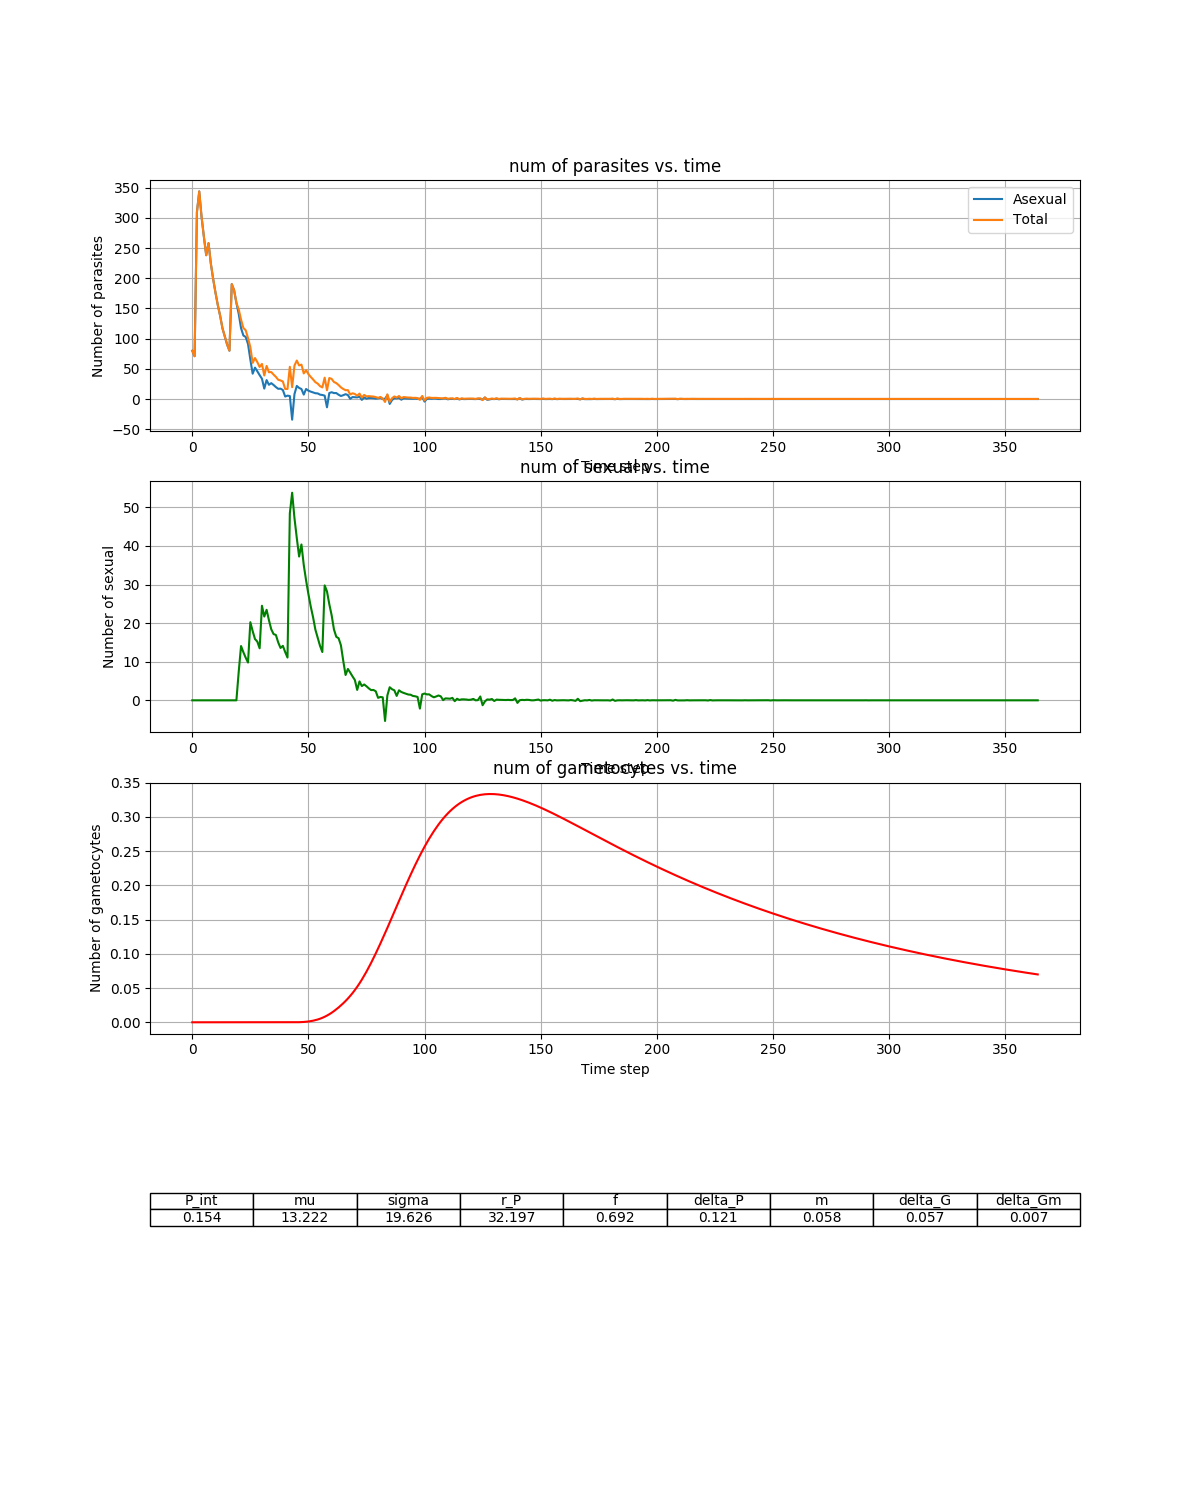 num of parasites vs. time
Number of parasites
350
300
250
200
150
100
50
0
−50
Asexual
Total
0 50 100 150 200 250 300 350
Time step
num of sexual vs. time
Number of sexual
50
40
30
20
10
0
0 50 100 150 200 250 300 350
Time step
num of gametocytes vs. time
Number of gametocytes
0.35
0.30
0.25
0.20
0.15
0.10
0.05
0.00
0 50 100 150 200 250 300 350
Time step
P_int mu sigma r_P f delta_P m delta_G delta_Gm
0.154 13.222 19.626 32.197 0.692 0.121 0.058 0.057 0.007